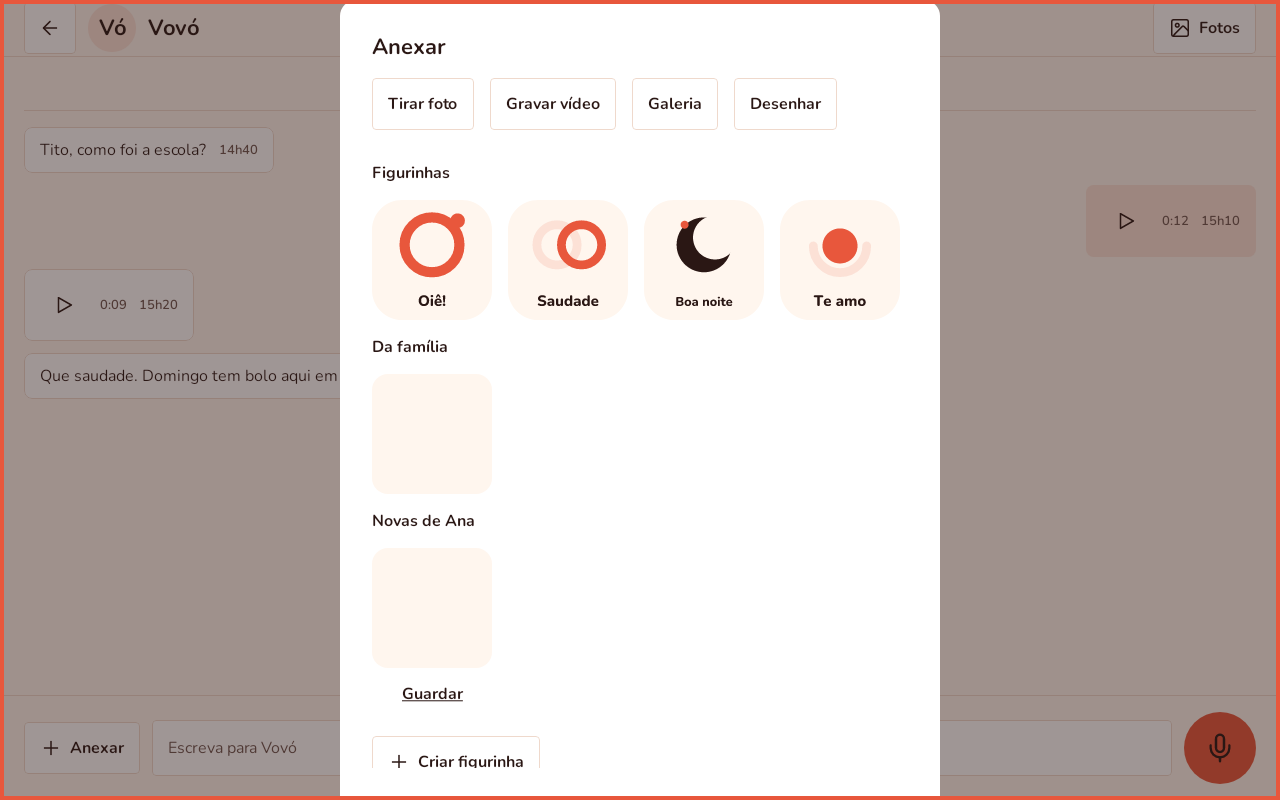 Vó Vovó
Fotos
Anexar
Tirar foto
Gravar vídeo
Galeria
Desenhar
Tito, como foi a escola? 14h40
0:12 15h10
0:09 15h20
Que saudade. Domingo tem bolo aqui em
Figurinhas
Oiê!
Saudade
Boa noite
Te amo
Da família
Novas de Ana
Guardar
Criar figurinha
Anexar
Escreva para Vovó